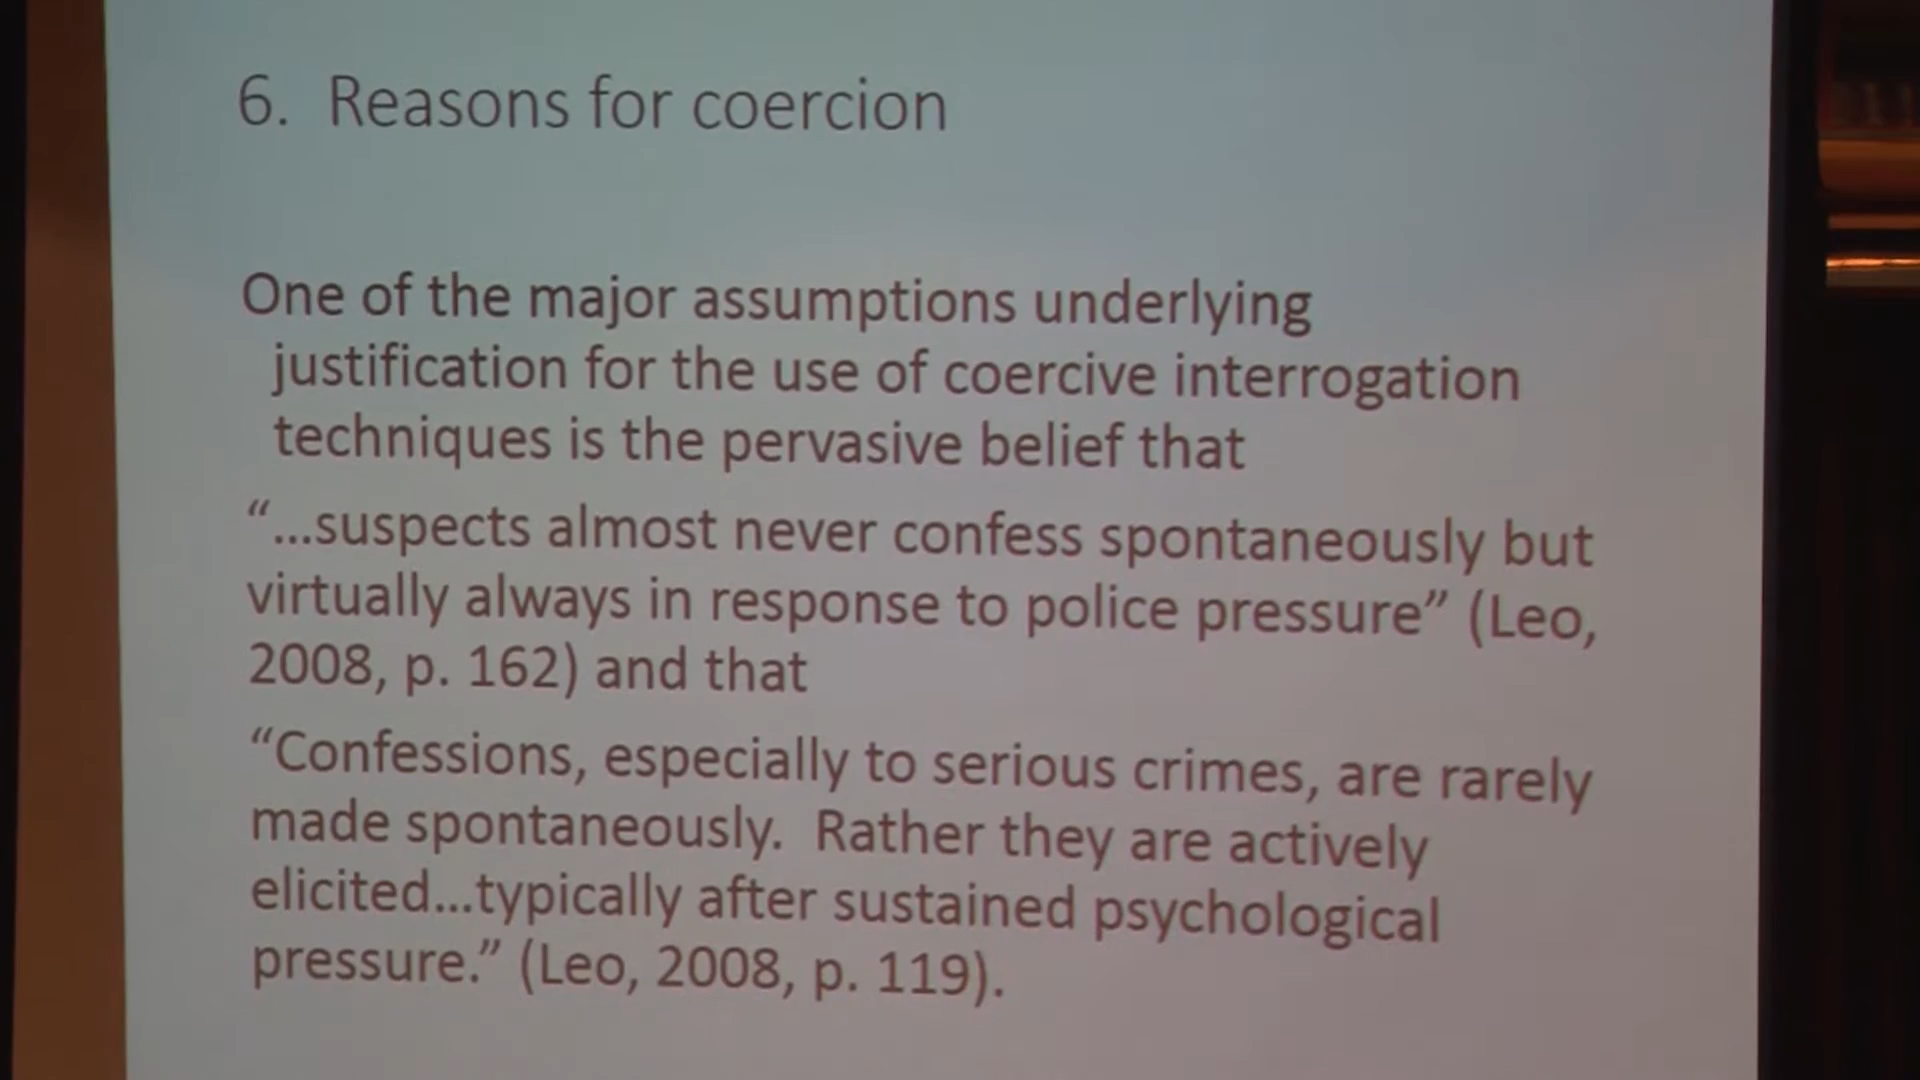 6. Reasons for coercion
One of the major assumptions underlying
justification for the use of coercive interrogation
techniques is the pervasive belief that
“...suspects almost never confess spontaneously but
virtually always in response to police pressure” (Leo,
2008, p. 162) and that
“Confessions, especially to serious crimes, are rarely
made spontaneously.  Rather they are actively
elicited...typically after sustained psychological
pressure.” (Leo, 2008, p. 119).